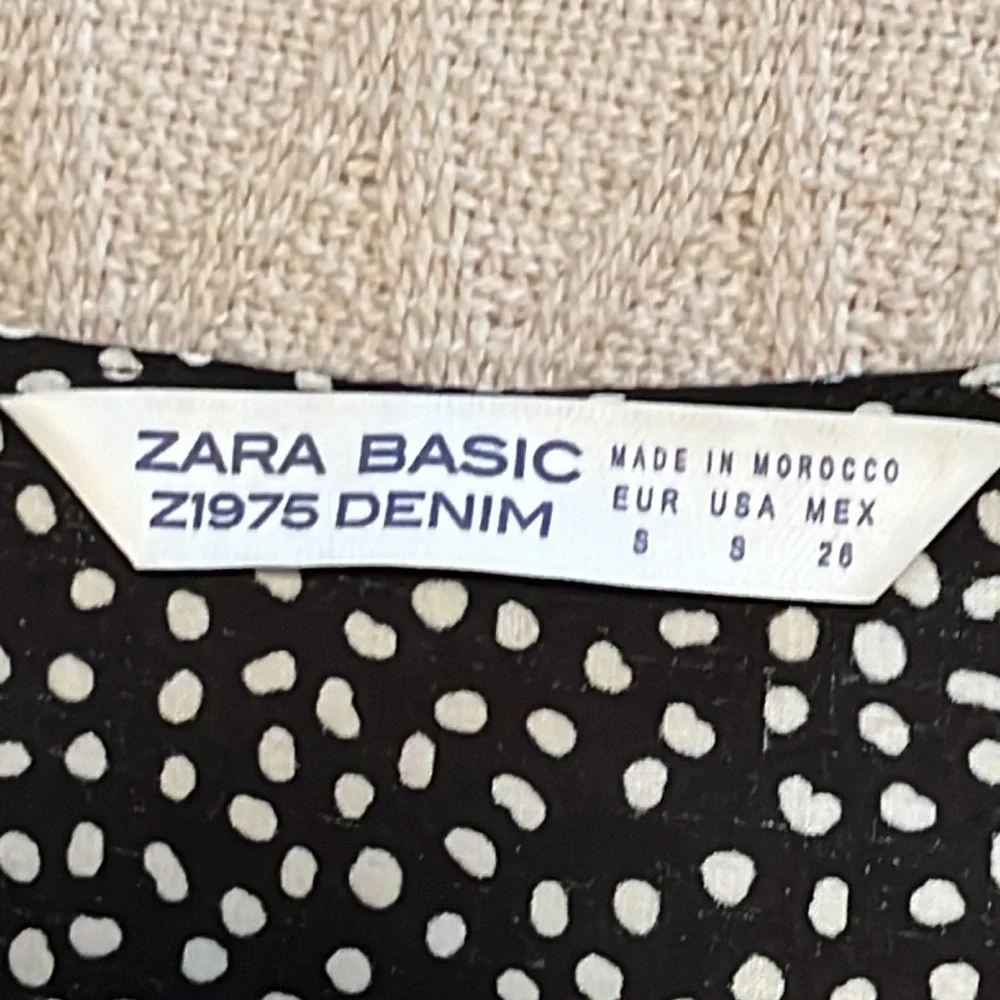 ZARA BASIC
Z1975 DENIM
MADE IN MOROCCO
EUR USA MEX
S S 26